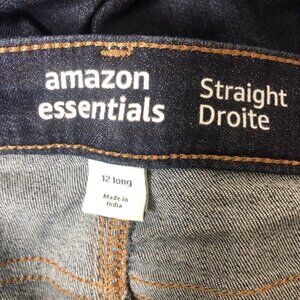 amazon
essentials
Straight
Droite
12 long
Made in
India